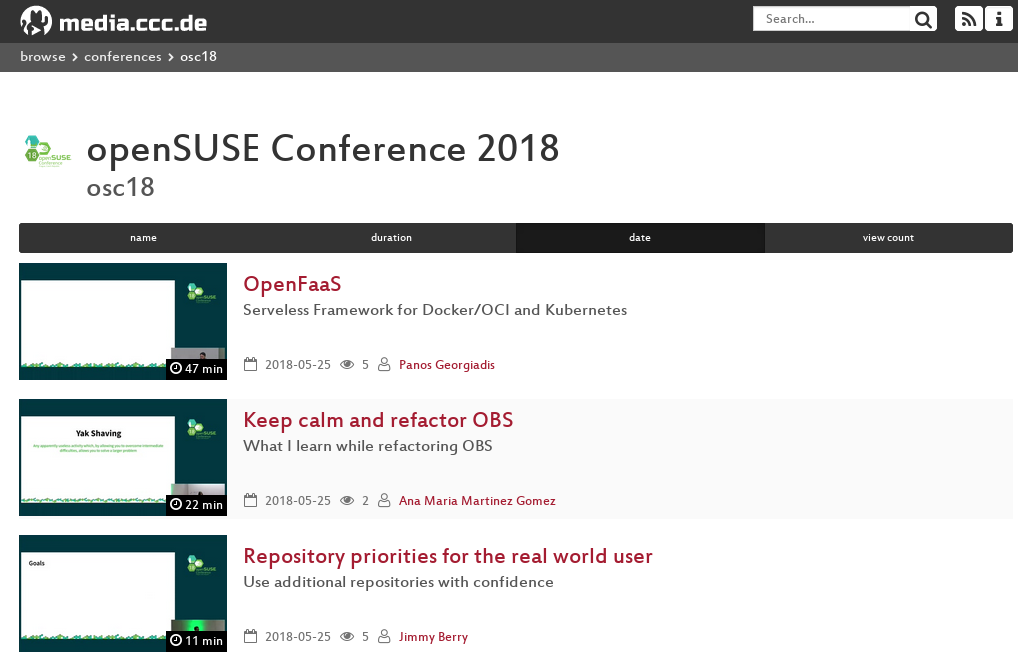 media.ccc.de
Search...
browse > conferences > osc18
openSUSE Conference 2018
osc18
name duration date view count
OpenFaaS
Serveless Framework for Docker/OCI and Kubernetes
47 min
2018-05-25 5 Panos Georgiadis
Keep calm and refactor OBS
What I learn while refactoring OBS
Yak Shaving
22 min
2018-05-25 2 Ana Maria Martinez Gomez
Repository priorities for the real world user
Use additional repositories with confidence
Goals
11 min
2018-05-25 5 Jimmy Berry